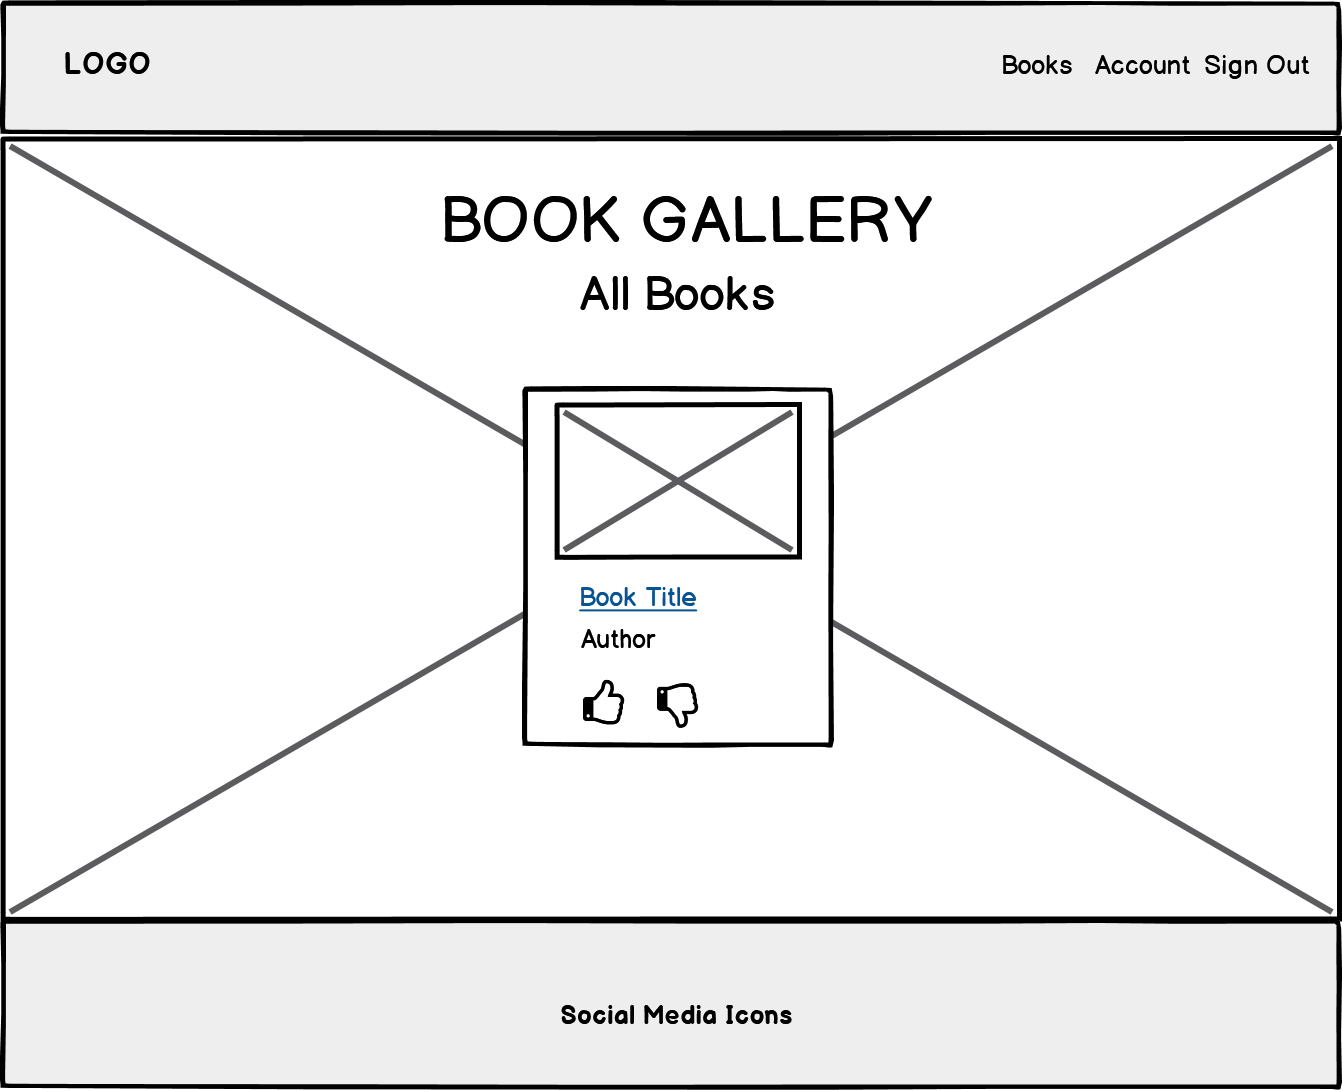 LOGO
Books Account Sign Out
BOOK GALLERY
All Books
Book Title
Author
Social Media Icons